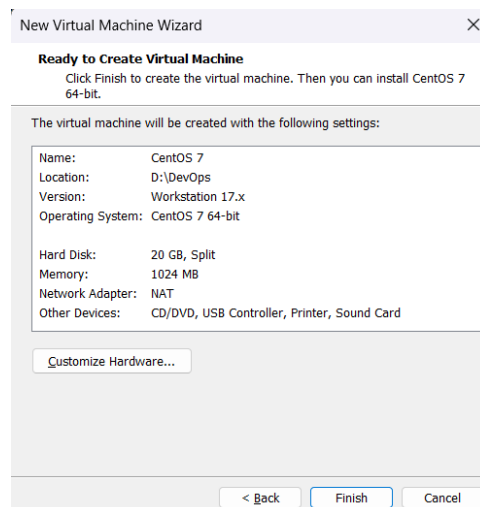 New Virtual Machine Wizard
Ready to Create Virtual Machine
Click Finish to create the virtual machine. Then you can install CentOS 7
64-bit.
The virtual machine will be created with the following settings:
Name: CentOS 7
Location: D:\DevOps
Version: Workstation 17.x
Operating System: CentOS 7 64-bit
Hard Disk: 20 GB, Split
Memory: 1024 MB
Network Adapter: NAT
Other Devices: CD/DVD, USB Controller, Printer, Sound Card
Customize Hardware...
< Back Finish Cancel